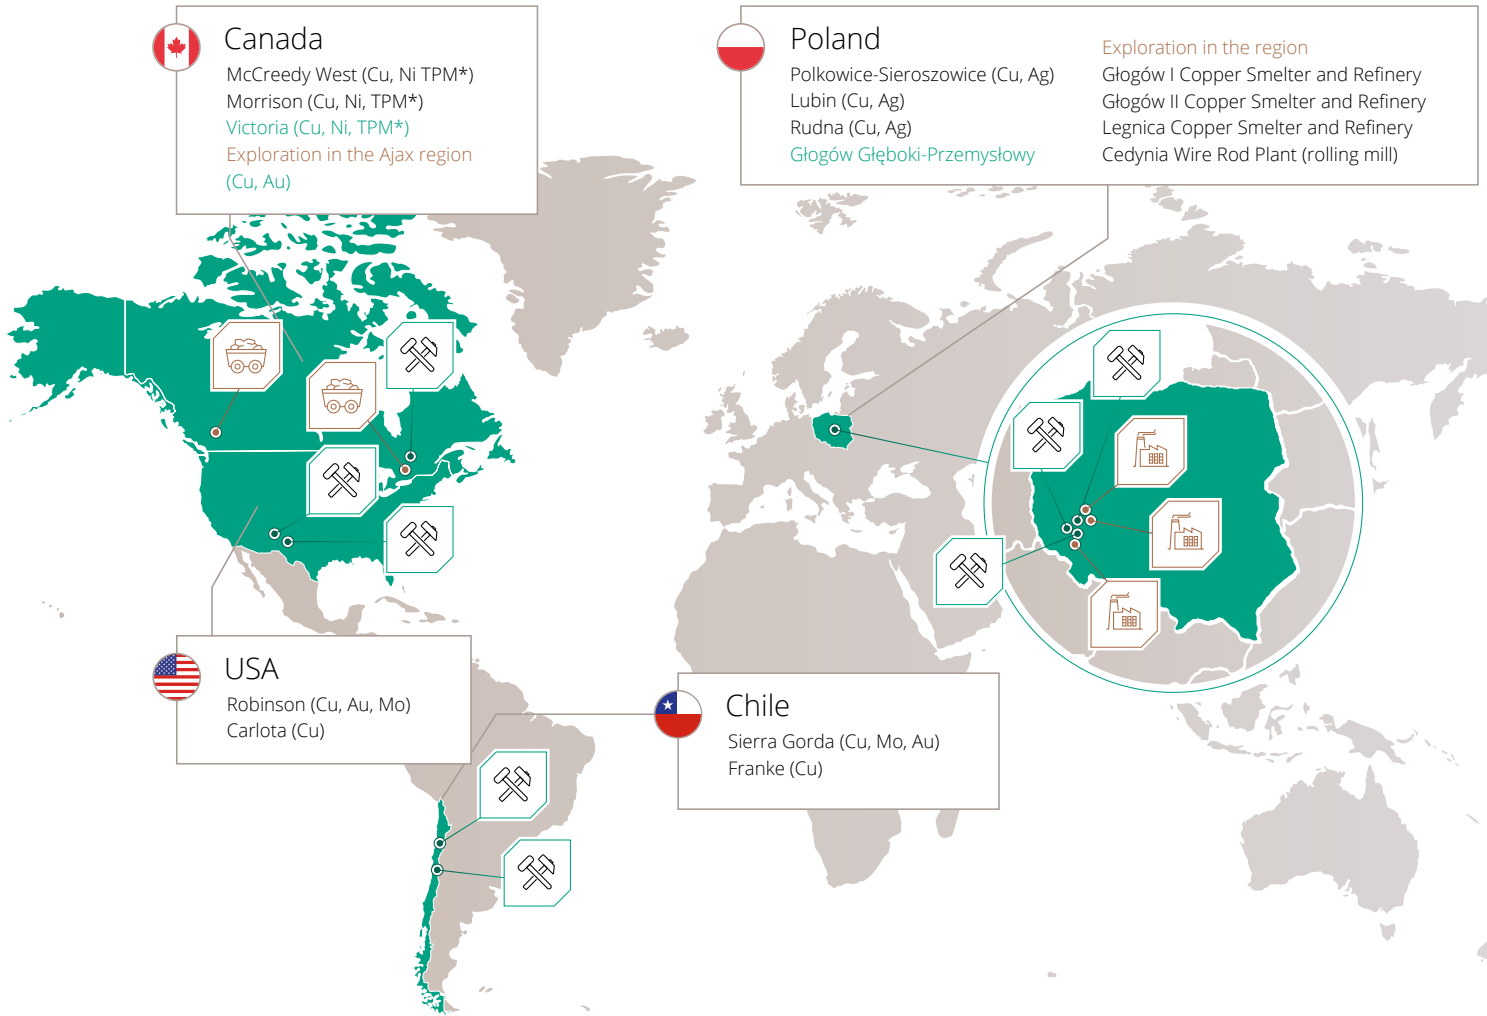 Canada
McCreedy West (Cu, Ni TPM*)
Morrison (Cu, Ni, TPM*)
Victoria (Cu, Ni, TPM*)
Exploration in the Ajax region
(Cu, Au)
Poland
Polkowice-Sieroszowice (Cu, Ag)
Lubin (Cu, Ag)
Rudna (Cu, Ag)
Głogów Głęboki-Przemysłowy
Exploration in the region
Głogów I Copper Smelter and Refinery
Głogów II Copper Smelter and Refinery
Legnica Copper Smelter and Refinery
Cedynia Wire Rod Plant (rolling mill)
USA
Robinson (Cu, Au, Mo)
Carlota (Cu)
Chile
Sierra Gorda (Cu, Mo, Au)
Franke (Cu)